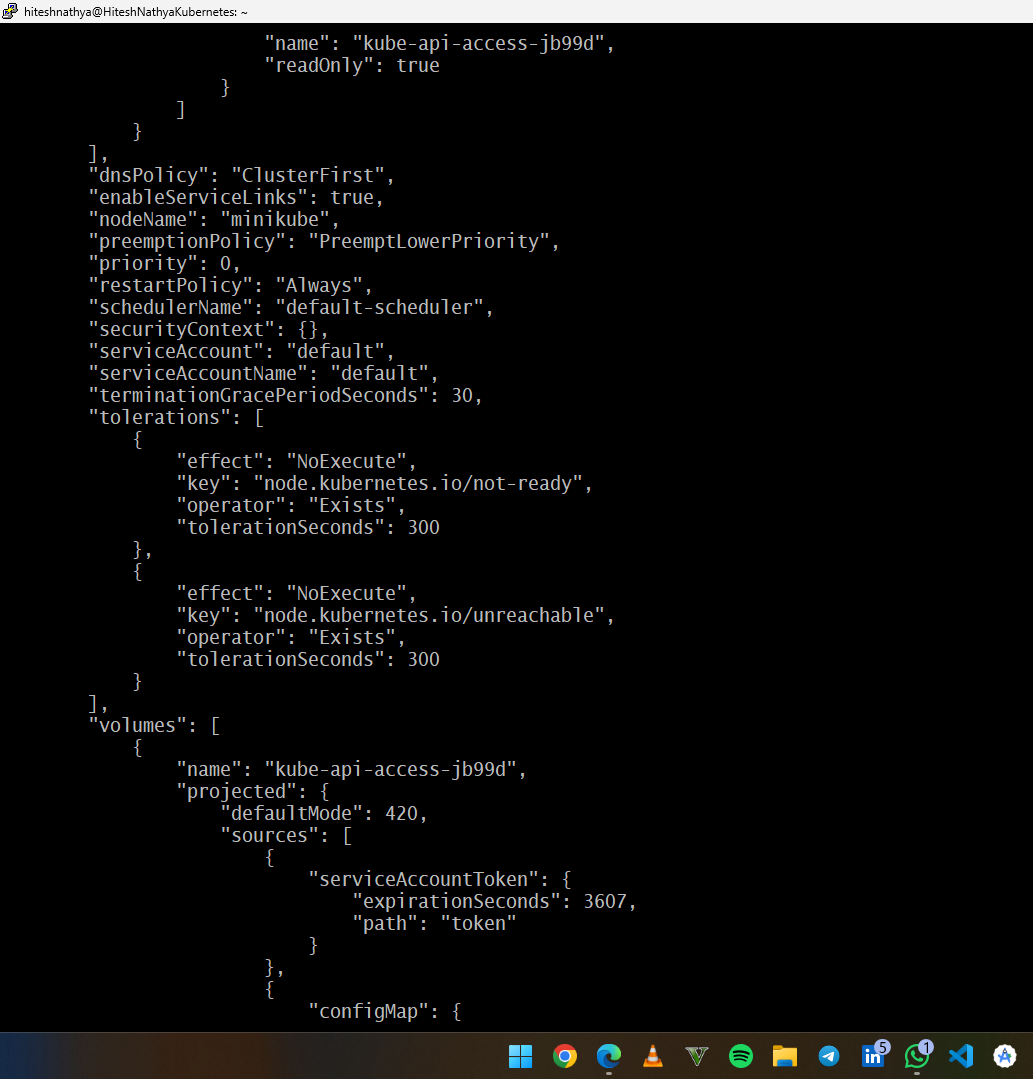 hiteshnathya@HiteshNathyaKubernetes: ~
"name": "kube-api-access-jb99d",
"readOnly": true
}
]
}
],
"dnsPolicy": "ClusterFirst",
"enableServiceLinks": true,
"nodeName": "minikube",
"preemptionPolicy": "PreemptLowerPriority",
"priority": 0,
"restartPolicy": "Always",
"schedulerName": "default-scheduler",
"securityContext": {},
"serviceAccount": "default",
"serviceAccountName": "default",
"terminationGracePeriodSeconds": 30,
"tolerations": [
{
"effect": "NoExecute",
"key": "node.kubernetes.io/not-ready",
"operator": "Exists",
"tolerationSeconds": 300
},
{
"effect": "NoExecute",
"key": "node.kubernetes.io/unreachable",
"operator": "Exists",
"tolerationSeconds": 300
}
],
"volumes": [
{
"name": "kube-api-access-jb99d",
"projected": {
"defaultMode": 420,
"sources": [
{
"serviceAccountToken": {
"expirationSeconds": 3607,
"path": "token"
}
},
{
"configMap": {
in 5 1